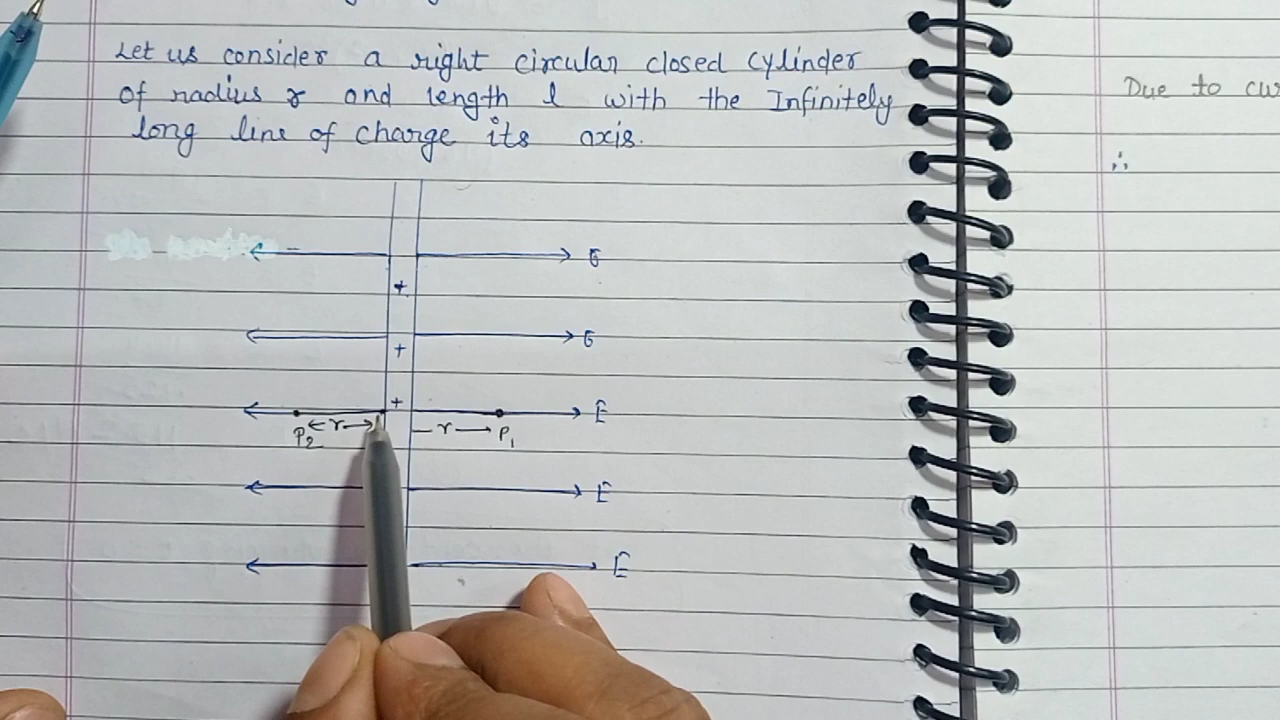 Let us consider a right circular closed cylinder
of radius r and length l with the Infinitely
long line of charge its axis.
E
+
E
+
+
E
P₂ r r P₁
E
E
Due to
∴